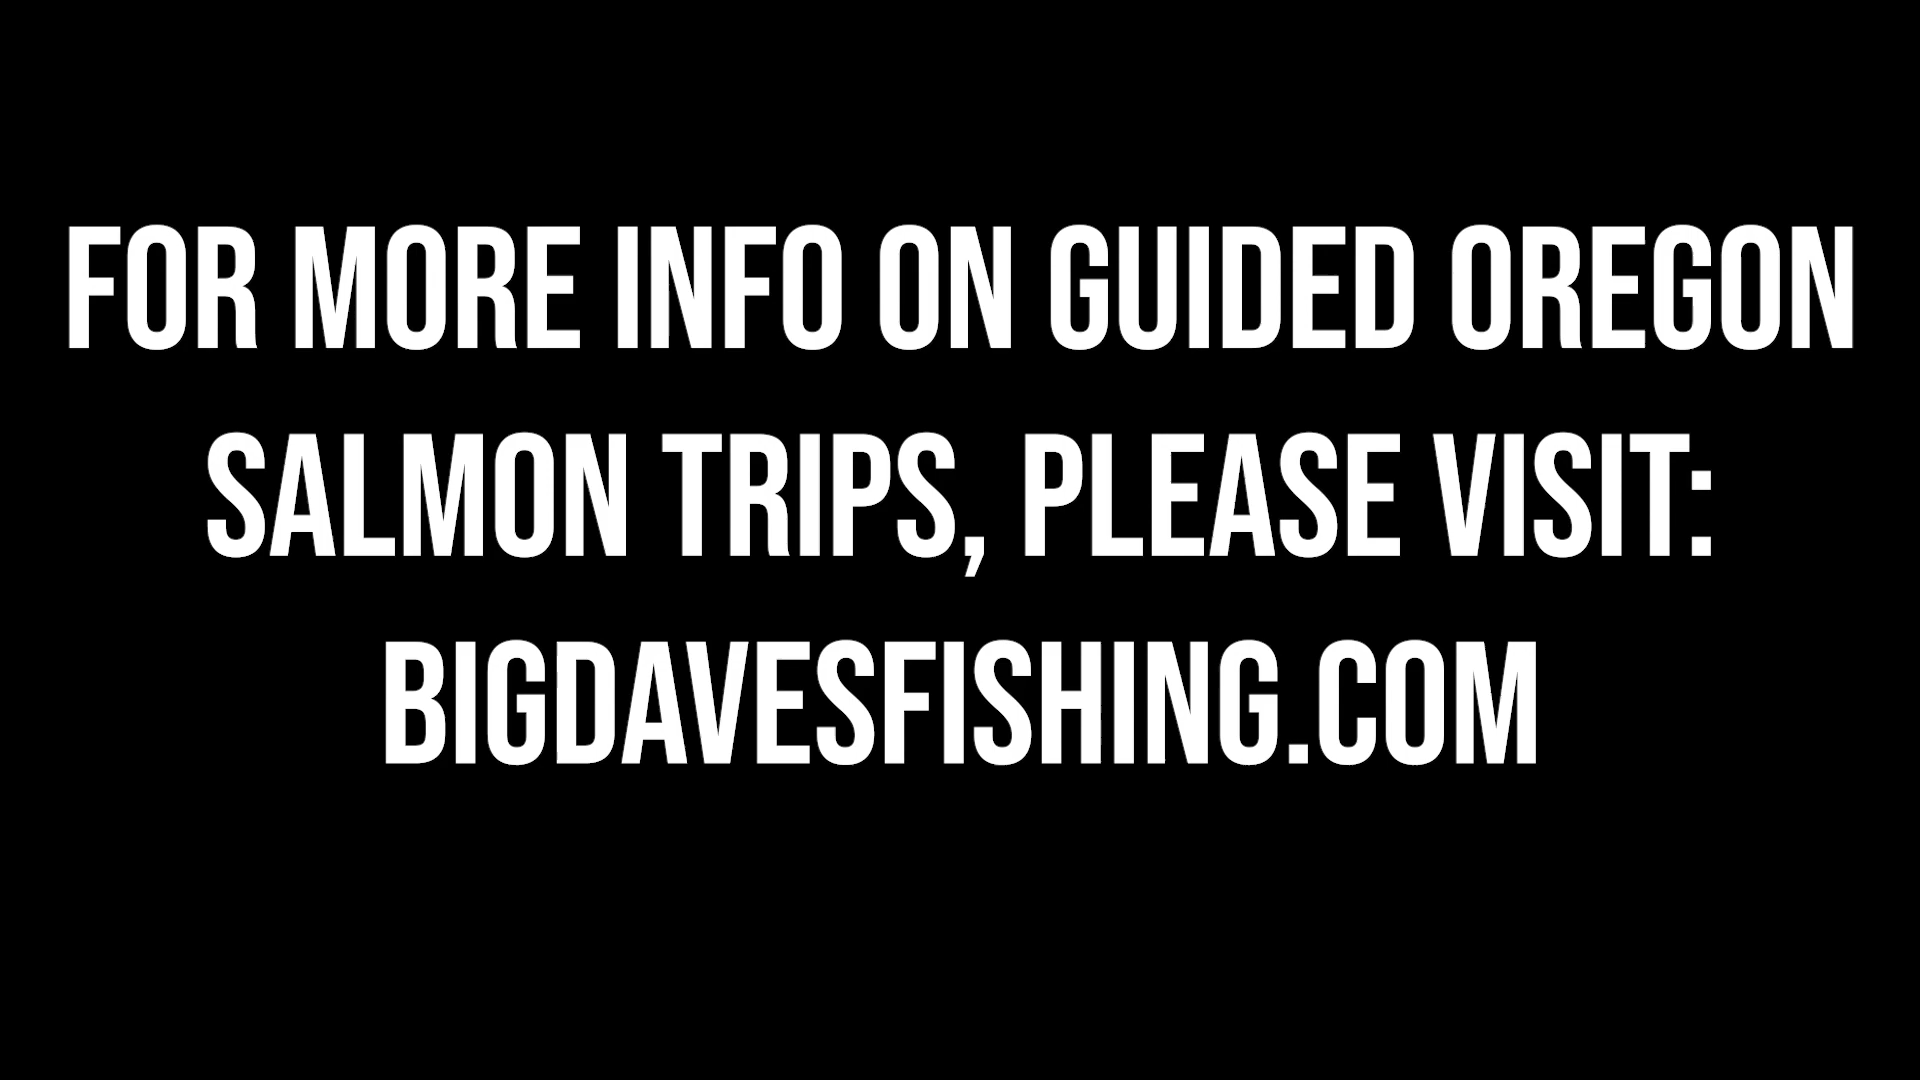 FOR MORE INFO ON GUIDED OREGON
SALMON TRIPS, PLEASE VISIT:
BIGDAVESFISHING.COM